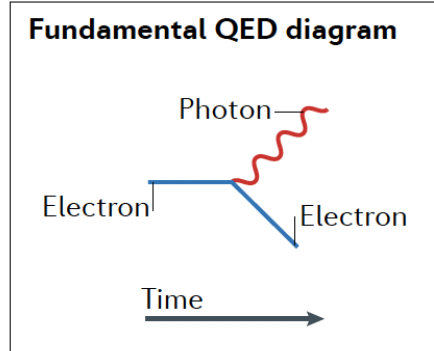 Fundamental QED diagram
Photon
Electron
Electron
Time